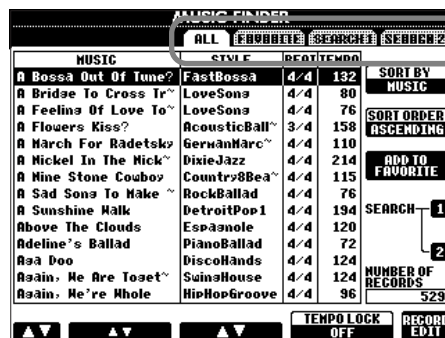 MUSIC FINDER
ALL FAVORITE SEARCH1 SEARCH2
MUSIC STYLE BEAT TEMPO
A Bossa Out Of Tune? FastBossa 4/4 132
A Bridge To Cross Tr~ LoveSong 4/4 80
A Feeling Of Love To~ LoveSong 4/4 76
A Flowers Kiss? AcousticBall~ 3/4 158
A March For Radetsky GermanMarc~ 4/4 110
A Nickel In The Nick~ DixieJazz 4/4 214
A Nine Stone Cowboy Country8Bea~ 4/4 115
A Sad Song To Make ~ RockBallad 4/4 76
A Sunshine Walk DetroitPop1 4/4 194
Above The Clouds Espagnole 4/4 120
Adeline's Ballad PianoBallad 4/4 72
Aga Doo DiscoHands 4/4 124
Again, We Are Toget~ SwingHouse 4/4 124
Again, We're Whole HipHopGroove 4/4 96
SORT BY
MUSIC
SORT ORDER
ASCENDING
ADD TO
FAVORITE
SEARCH 1
2
NUMBER OF
RECORDS
529
TEMPO LOCK
OFF
RECORD
EDIT